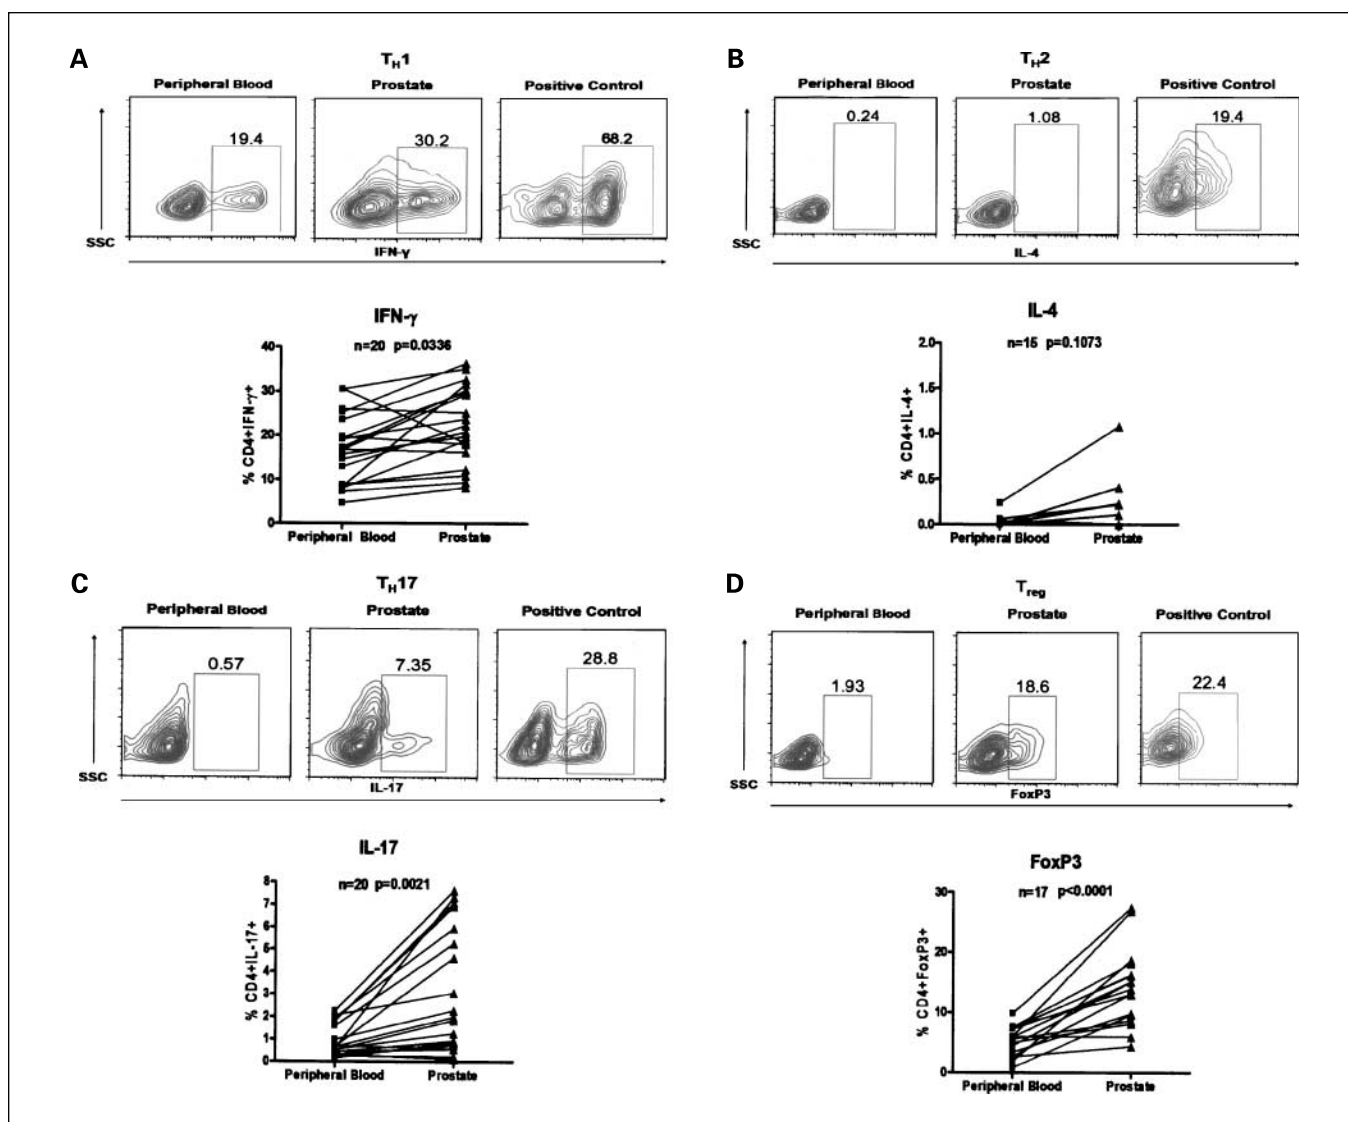 A
T_H1
Peripheral Blood Prostate Positive Control
19.4 30.2 68.2
SSC
IFN-γ
IFN-γ
n=20 p=0.0336
40
30
20
10
0
% CD4+IFN-γ+
Peripheral Blood Prostate
B
T_H2
Peripheral Blood Prostate Positive Control
0.24 1.08 19.4
SSC
IL-4
IL-4
n=15 p=0.1073
2.0
1.5
1.0
0.5
0.0
% CD4+IL-4+
Peripheral Blood Prostate
C
T_H17
Peripheral Blood Prostate Positive Control
0.57 7.35 28.8
SSC
IL-17
IL-17
n=20 p=0.0021
8
7
6
5
4
3
2
1
0
% CD4+IL-17+
Peripheral Blood Prostate
D
T_reg
Peripheral Blood Prostate Positive Control
1.93 18.6 22.4
SSC
FoxP3
FoxP3
n=17 p<0.0001
30
20
10
0
% CD4+FoxP3+
Peripheral Blood Prostate